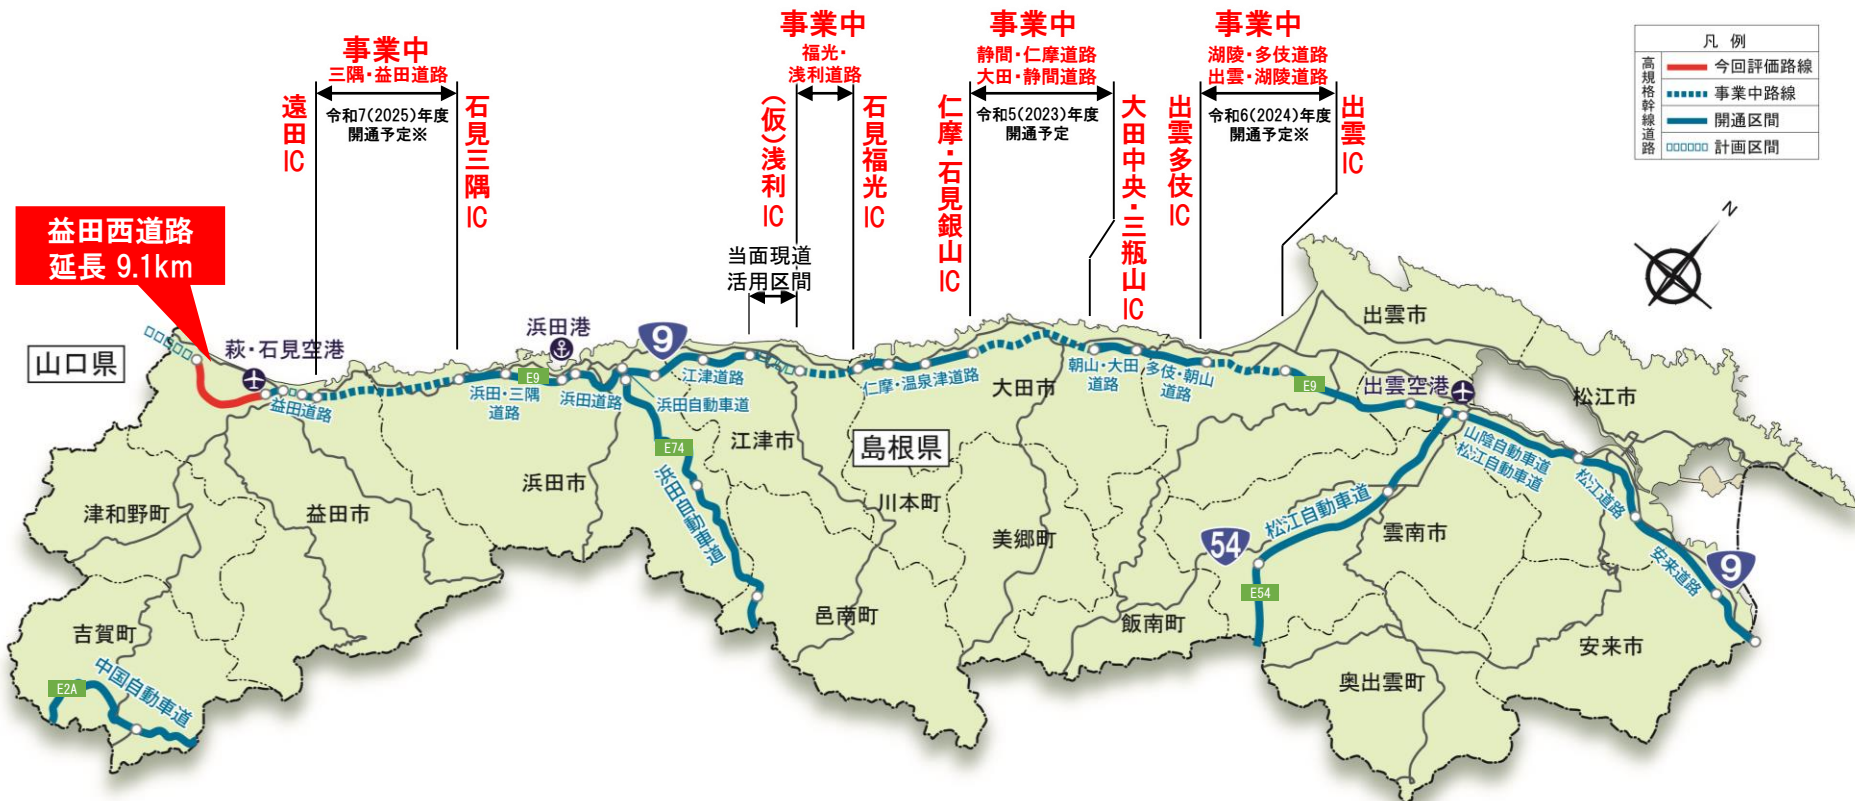 事業中
三隅・益田道路
令和7(2025)年度
開通予定※
遠田IC
石見三隅IC
事業中
福光・
浅利道路
(仮)浅利IC
石見福光IC
当面現道
活用区間
事業中
静間・仁摩道路
大田・静間道路
令和5(2023)年度
開通予定
仁摩・石見銀山IC
大田中央・三瓶山IC
事業中
湖陵・多伎道路
出雲・湖陵道路
令和6(2024)年度
開通予定※
出雲多伎IC
出雲IC
凡 例
高規格幹線道路
今回評価路線
事業中路線
開通区間
計画区間
N
益田西道路
延長 9.1km
山口県
萩・石見空港
益田道路
浜田港
9
E9
浜田・三隅
道路
浜田道路
浜田自動車道
江津道路
仁摩・温泉津道路
朝山・大田
道路
多伎・朝山
道路
E9
出雲空港
出雲市
松江市
大田市
島根県
江津市
E74
浜田自動車道
浜田市
川本町
美郷町
邑南町
飯南町
54
E54
松江自動車道
雲南市
山陰自動車道
松江自動車道
松江道路
安来道路
9
安来市
奥出雲町
津和野町
益田市
吉賀町
E2A
中国自動車道